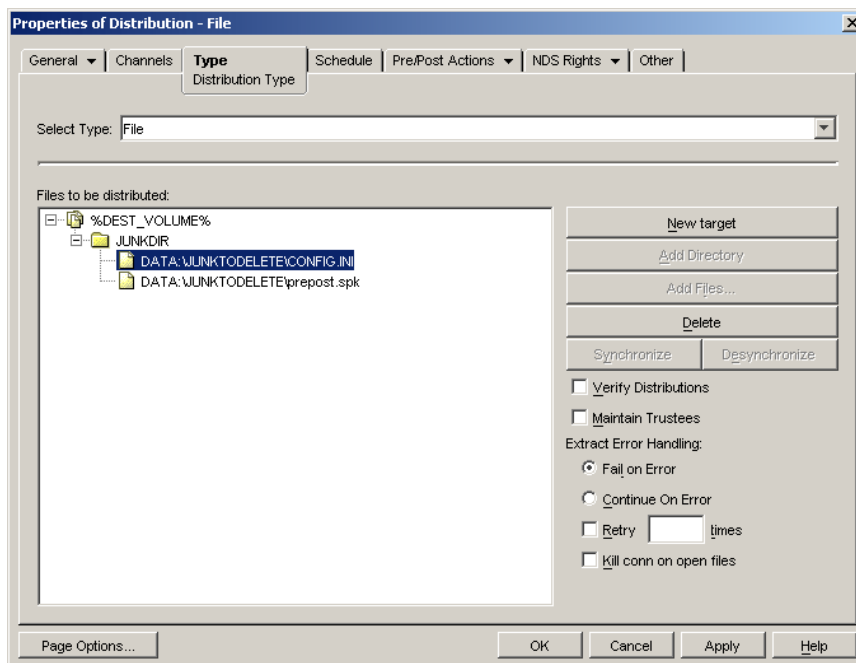 Properties of Distribution - File
General Channels Type Schedule Pre/Post Actions NDS Rights Other
Distribution Type
Select Type: File
Files to be distributed:
%DEST_VOLUME%
JUNKDIR
DATA:\JUNKTODELETE\CONFIG.INI
DATA:\JUNKTODELETE\prepost.spk
New target
Add Directory
Add Files...
Delete
Synchronize Desynchronize
Verify Distributions
Maintain Trustees
Extract Error Handling:
Fail on Error
Continue On Error
Retry times
Kill conn on open files
Page Options... OK Cancel Apply Help